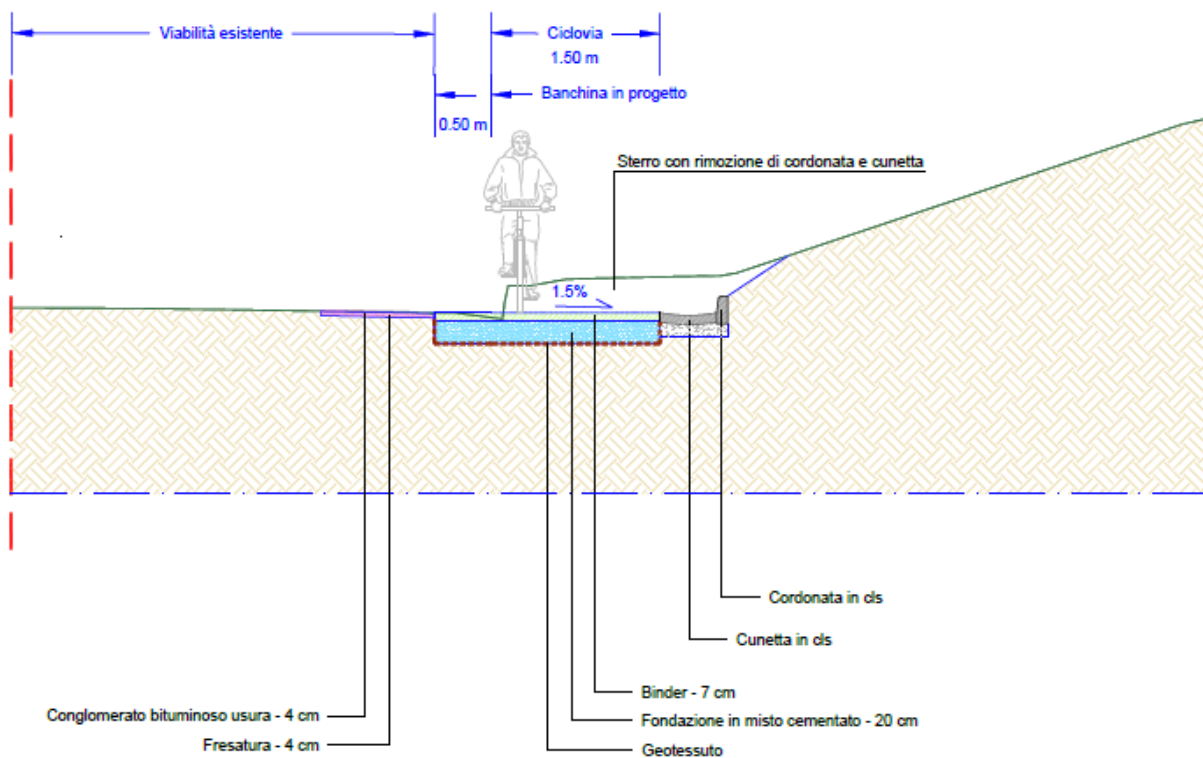 Viabilità esistente
Ciclovia
1.50 m
Banchina in progetto
0.50 m
Sterro con rimozione di cordonata e cunetta
1.5%
Cordonata in cls
Cunetta in cls
Binder - 7 cm
Conglomerato bituminoso usura - 4 cm
Fondazione in misto cementato - 20 cm
Fresatura - 4 cm
Geotessuto